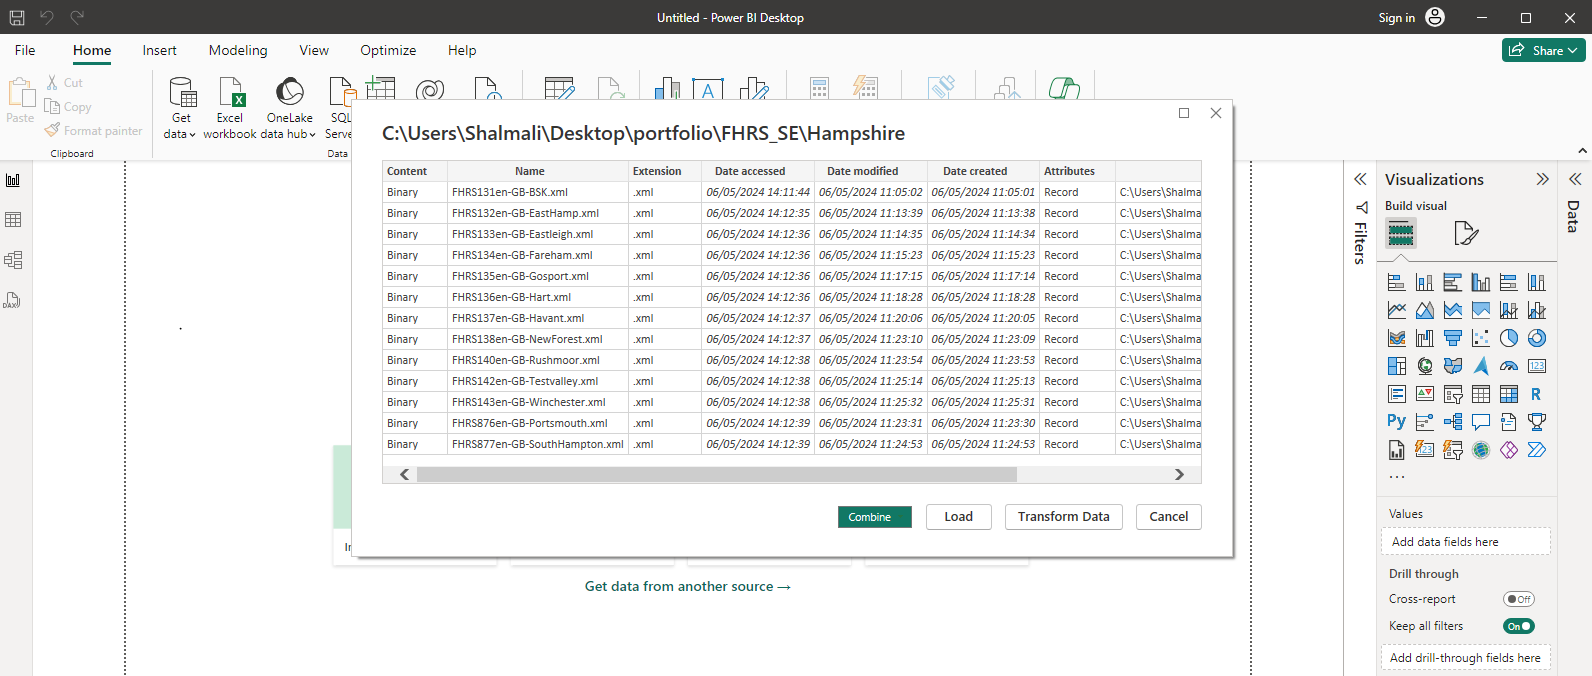 Untitled - Power BI Desktop
Sign in
File Home Insert Modeling View Optimize Help
Share
Paste
Cut
Copy
Format painter
Clipboard
Get data
Excel workbook
OneLake data hub
SQL
Data
C:\Users\Shalmali\Desktop\portfolio\FHRS_SE\Hampshire
Content Name Extension Date accessed Date modified Date created Attributes
Binary FHRS131en-GB-BSK.xml .xml 06/05/2024 14:11:44 06/05/2024 11:05:02 06/05/2024 11:05:01 Record C:\Users\Shalma
Binary FHRS132en-GB-EastHamp.xml .xml 06/05/2024 14:12:35 06/05/2024 11:13:39 06/05/2024 11:13:38 Record C:\Users\Shalma
Binary FHRS133en-GB-Eastleigh.xml .xml 06/05/2024 14:12:36 06/05/2024 11:14:35 06/05/2024 11:14:34 Record C:\Users\Shalma
Binary FHRS134en-GB-Fareham.xml .xml 06/05/2024 14:12:36 06/05/2024 11:15:23 06/05/2024 11:15:23 Record C:\Users\Shalma
Binary FHRS135en-GB-Gosport.xml .xml 06/05/2024 14:12:36 06/05/2024 11:17:15 06/05/2024 11:17:14 Record C:\Users\Shalma
Binary FHRS136en-GB-Hart.xml .xml 06/05/2024 14:12:36 06/05/2024 11:18:28 06/05/2024 11:18:28 Record C:\Users\Shalma
Binary FHRS137en-GB-Havant.xml .xml 06/05/2024 14:12:37 06/05/2024 11:20:06 06/05/2024 11:20:05 Record C:\Users\Shalma
Binary FHRS138en-GB-NewForest.xml .xml 06/05/2024 14:12:37 06/05/2024 11:23:10 06/05/2024 11:23:09 Record C:\Users\Shalma
Binary FHRS140en-GB-Rushmoor.xml .xml 06/05/2024 14:12:38 06/05/2024 11:23:54 06/05/2024 11:23:53 Record C:\Users\Shalma
Binary FHRS142en-GB-Testvalley.xml .xml 06/05/2024 14:12:38 06/05/2024 11:25:14 06/05/2024 11:25:13 Record C:\Users\Shalma
Binary FHRS143en-GB-Winchester.xml .xml 06/05/2024 14:12:38 06/05/2024 11:25:32 06/05/2024 11:25:31 Record C:\Users\Shalma
Binary FHRS876en-GB-Portsmouth.xml .xml 06/05/2024 14:12:39 06/05/2024 11:23:31 06/05/2024 11:23:30 Record C:\Users\Shalma
Binary FHRS877en-GB-SouthHampton.xml .xml 06/05/2024 14:12:39 06/05/2024 11:24:53 06/05/2024 11:24:53 Record C:\Users\Shalma
Combine Load Transform Data Cancel
Get data from another source →
Filters
Visualizations
Build visual
123
R
Py
123
...
Values
Add data fields here
Drill through
Cross-report Off
Keep all filters On
Add drill-through fields here
Data
DAX